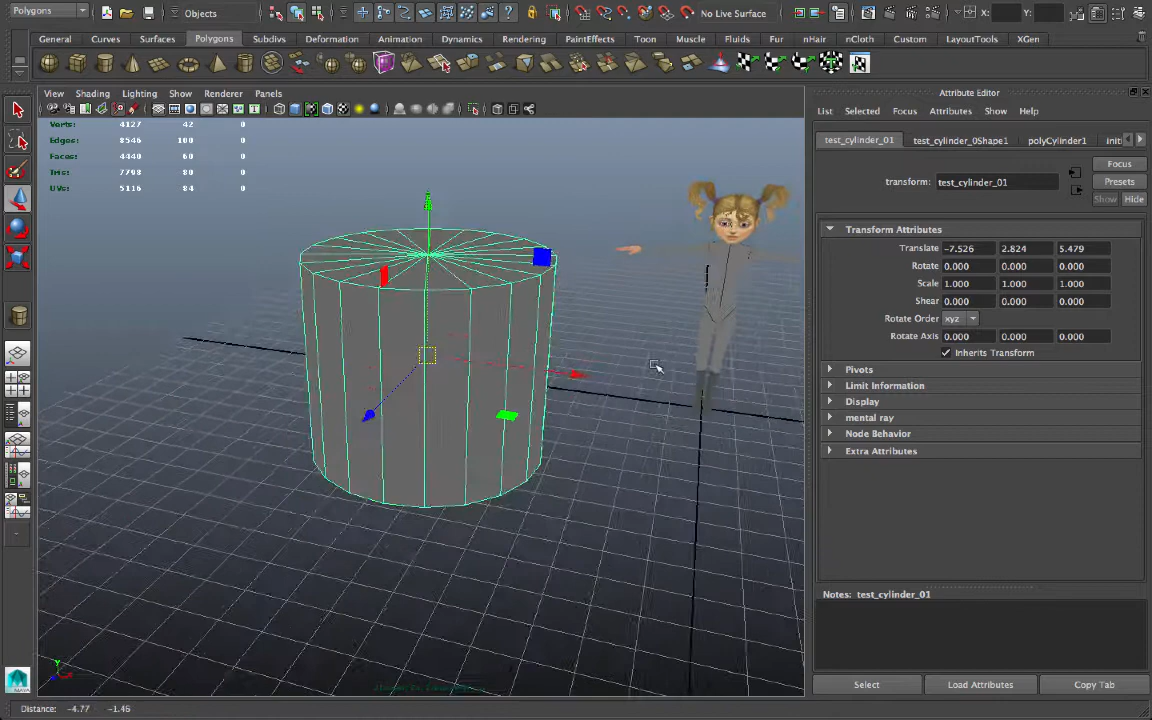 Polygons Objects No Live Surface X: Y:
General Curves Surfaces Polygons Subdivs Deformation Animation Dynamics Rendering PaintEffects Toon Muscle Fluids Fur nHair nCloth Custom LayoutTools XGen
View Shading Lighting Show Renderer Panels
Verts: 4127 42 0
Edges: 8546 100 0
Faces: 4440 60 0
Tris: 7798 80 0
UVs: 5116 84 0
Attribute Editor
List Selected Focus Attributes Show Help
test_cylinder_01 test_cylinder_0Shape1 polyCylinder1 initi
Focus
transform: test_cylinder_01 Presets
Show Hide
Transform Attributes
Translate -7.526 2.824 5.479
Rotate 0.000 0.000 0.000
Scale 1.000 1.000 1.000
Shear 0.000 0.000 0.000
Rotate Order xyz
Rotate Axis 0.000 0.000 0.000
Inherits Transform
Pivots
Limit Information
Display
mental ray
Node Behavior
Extra Attributes
Notes: test_cylinder_01
Select Load Attributes Copy Tab
Distance: -4.77 -1.46